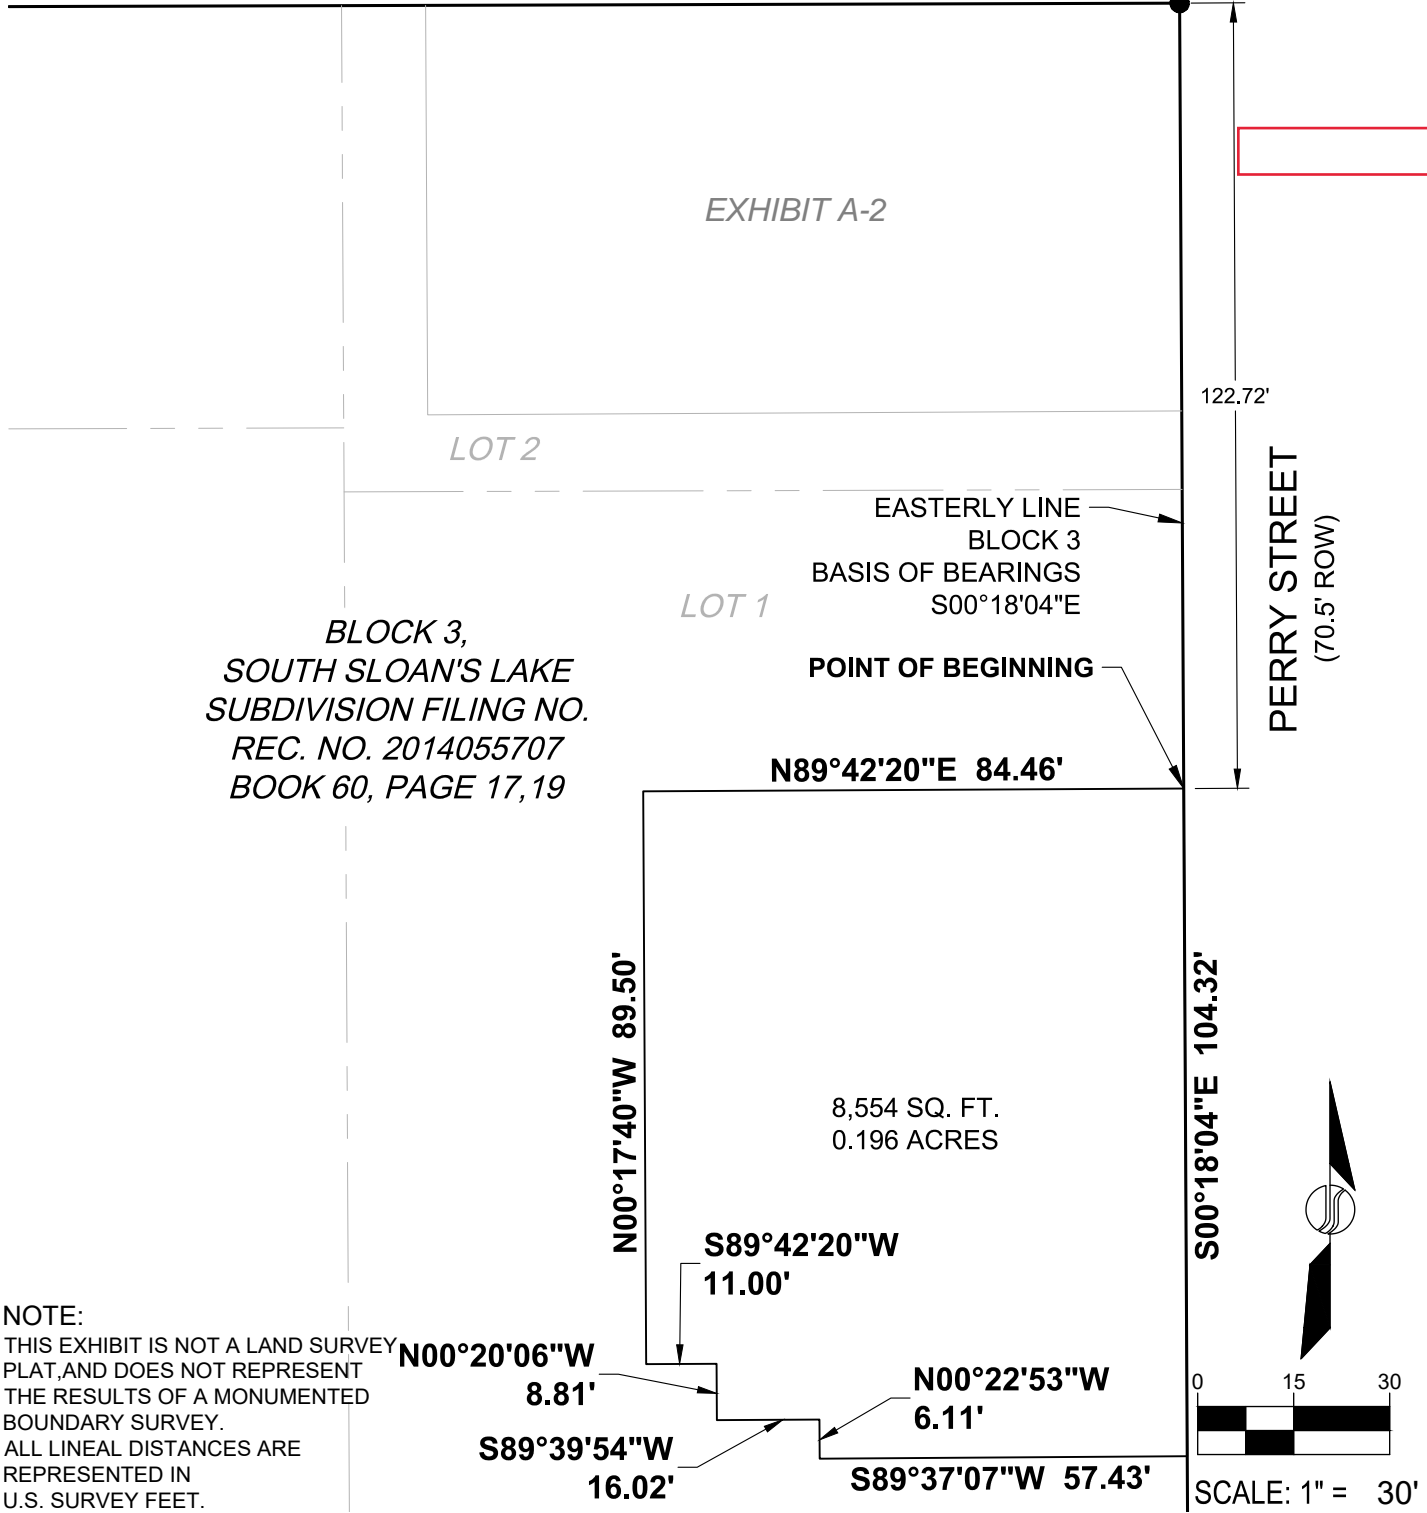 EXHIBIT A-2
122.72'
LOT 2
EASTERLY LINE
BLOCK 3
BASIS OF BEARINGS
S00°18'04"E
PERRY STREET
(70.5' ROW)
LOT 1
BLOCK 3,
SOUTH SLOAN'S LAKE
SUBDIVISION FILING NO.
REC. NO. 2014055707
BOOK 60, PAGE 17,19
POINT OF BEGINNING
N89°42'20"E 84.46'
N00°17'40"W 89.50'
S00°18'04"E 104.32'
8,554 SQ. FT.
0.196 ACRES
S89°42'20"W
11.00'
N00°20'06"W
8.81'
N00°22'53"W
6.11'
S89°39'54"W
16.02'
S89°37'07"W 57.43'
NOTE:
THIS EXHIBIT IS NOT A LAND SURVEY
PLAT,AND DOES NOT REPRESENT
THE RESULTS OF A MONUMENTED
BOUNDARY SURVEY.
ALL LINEAL DISTANCES ARE
REPRESENTED IN
U.S. SURVEY FEET.
0 15 30
SCALE: 1" = 30'